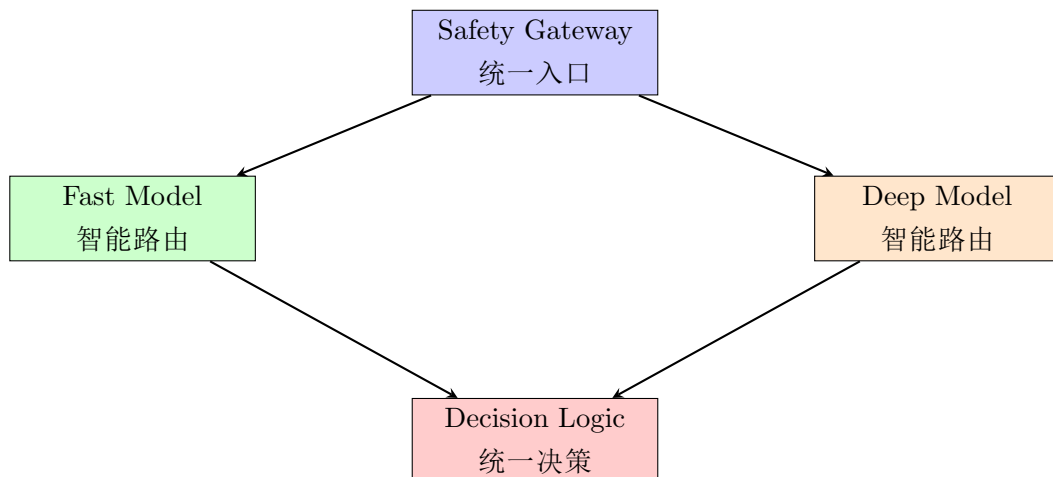 Safety Gateway
统一入口
Fast Model
智能路由
Deep Model
智能路由
Decision Logic
统一决策